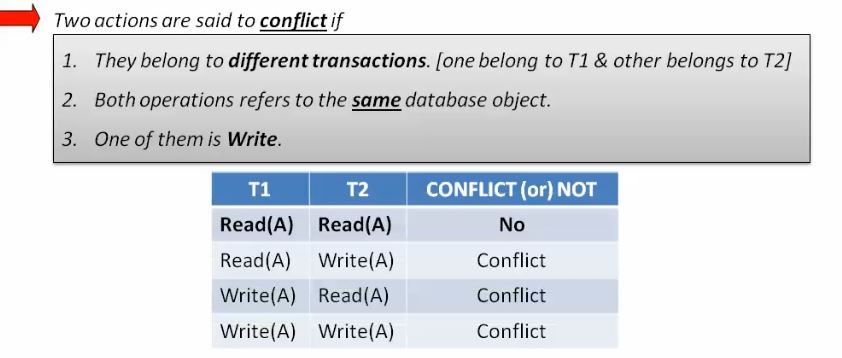 Two actions are said to conflict if
1. They belong to different transactions. [one belong to T1 & other belongs to T2]
2. Both operations refers to the same database object.
3. One of them is Write.
T1 T2 CONFLICT (or) NOT
Read(A) Read(A) No
Read(A) Write(A) Conflict
Write(A) Read(A) Conflict
Write(A) Write(A) Conflict